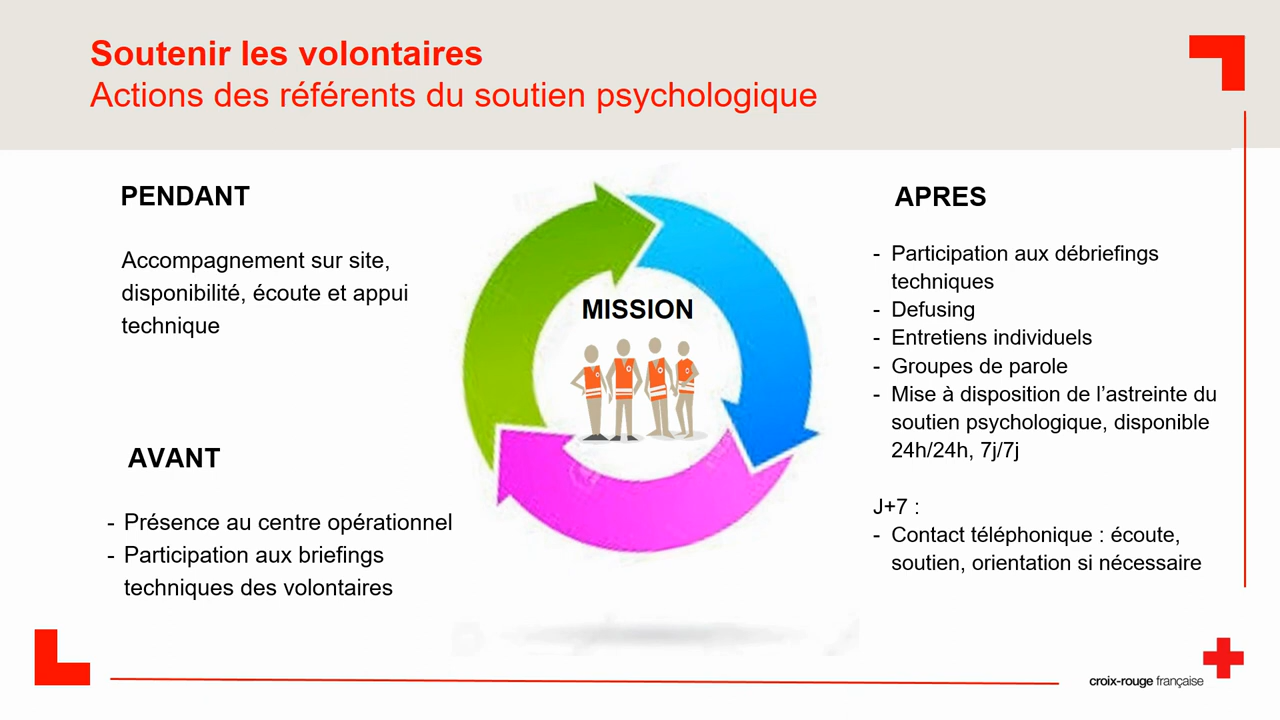 Soutenir les volontaires
Actions des référents du soutien psychologique
PENDANT
Accompagnement sur site,
disponibilité, écoute et appui
technique
AVANT
- Présence au centre opérationnel
- Participation aux briefings
techniques des volontaires
MISSION
APRES
- Participation aux débriefings
techniques
- Defusing
- Entretiens individuels
- Groupes de parole
- Mise à disposition de l’astreinte du
soutien psychologique, disponible
24h/24h, 7j/7j
J+7 :
- Contact téléphonique : écoute,
soutien, orientation si nécessaire
croix-rouge française